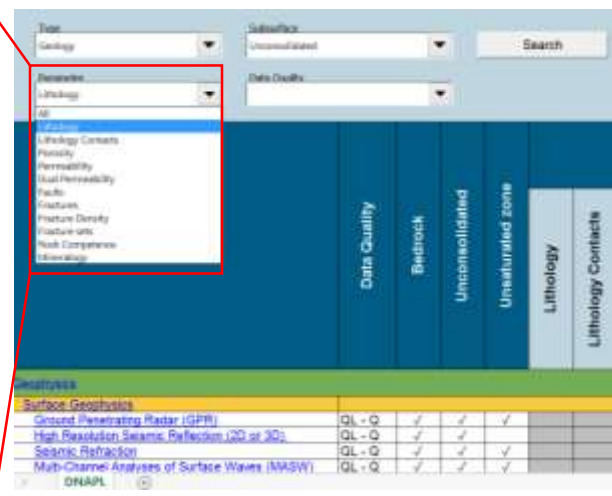 Type
Subsurface
Geology
Unconsolidated
Search
Parameter
Data Quality
Lithology
All
Lithology
Lithology Contacts
Porosity
Permeability
Dual Permeability
Faults
Fractures
Fracture Density
Fracture sets
Rock Competence
Mineralogy
Data Quality
Bedrock
Unconsolidated
Unsaturated zone
Lithology
Lithology Contacts
Geophysics
Surface Geophysics
Ground Penetrating Radar (GPR) QL - Q √ √ √
High Resolution Seismic Reflection (2D or 3D) QL - Q √ √
Seismic Refraction QL - Q √ √ √
Multi-Channel Analyses of Surface Waves (MASW) QL - Q √ √ √
DNAPL